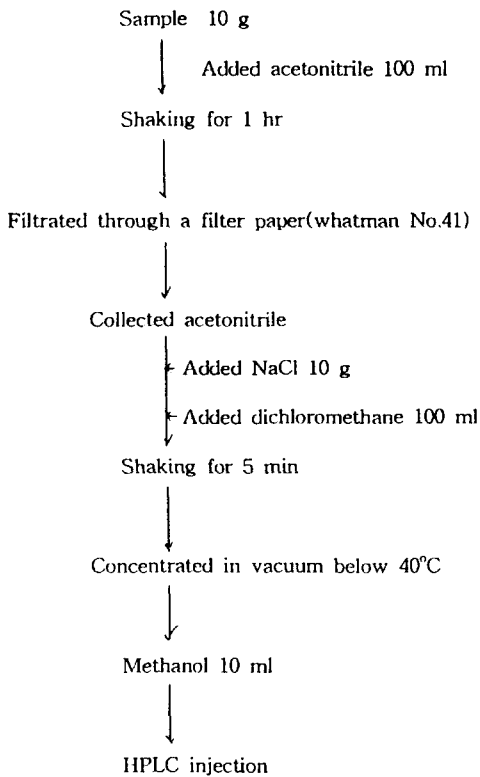 Sample 10 g
Added acetonitrile 100 ml
Shaking for 1 hr
Filtrated through a filter paper(whatman No.41)
Collected acetonitrile
Added NaCl 10 g
Added dichloromethane 100 ml
Shaking for 5 min
Concentrated in vacuum below 40°C
Methanol 10 ml
HPLC injection